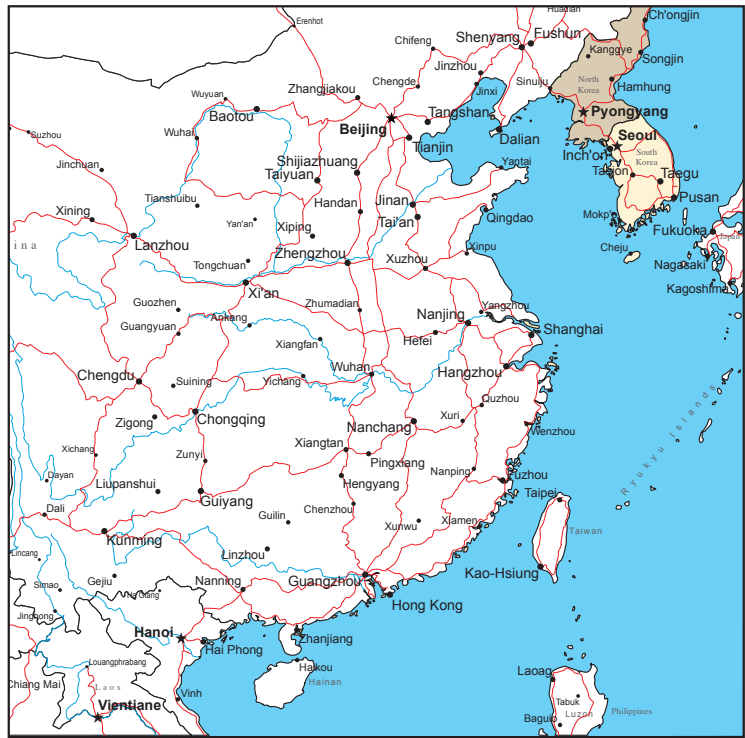 Huadian
Erenhot
Ch'ongjin
Shenyang
Fushun
Chifeng
Kanggye
Songjin
Jinzhou
Zhangjiakou
Chengde
Jinxi
Sinuiju
North
Korea
Hamhung
Wuyuan
Baotou
Tangshan
Pyongyang
Beijing
Suzhou
Wuhai
Tianjin
Dalian
Seoul
Inch'on
South
Korea
Jinchuan
Shijiazhuang
Taiyuan
Yantai
Taejon
Taegu
Tianshuibu
Handan
Jinan
Pusan
Xining
Yan'an
Tai'an
Qingdao
Mokp'o
Xiping
Fukuoka
Japan
ina
Lanzhou
Zhengzhou
Xuzhou
Xinpu
Cheju
Tongchuan
Nagasaki
Xi'an
Kagoshima
Guozhen
Zhumadian
Yangzhou
Ankang
Nanjing
Guangyuan
Hefei
Shanghai
Xiangfan
Wuhan
Hangzhou
Chengdu
Suining
Yichang
Quzhou
Ryukyu Islands
Zigong
Chongqing
Xuri
Nanchang
Wenzhou
Xiangtan
Xichang
Zunyi
Pingxiang
Dayan
Nanping
Liupanshui
Hengyang
Fuzhou
Guiyang
Taipei
Dali
Chenzhou
Guilin
Xunwu
Xiamen
Taiwan
Kunming
Lincang
Linzhou
Kao-Hsiung
Simao
Gejiu
Nanning
Guangzhou
Ha Giang
Hong Kong
Jinghong
Hanoi
Hai Phong
Zhanjiang
Louangphrabang
Haikou
Laoag
Chiang Mai
Laos
Hainan
Vinh
Tabuk
Vientiane
Luzon
Philippines
Baguio